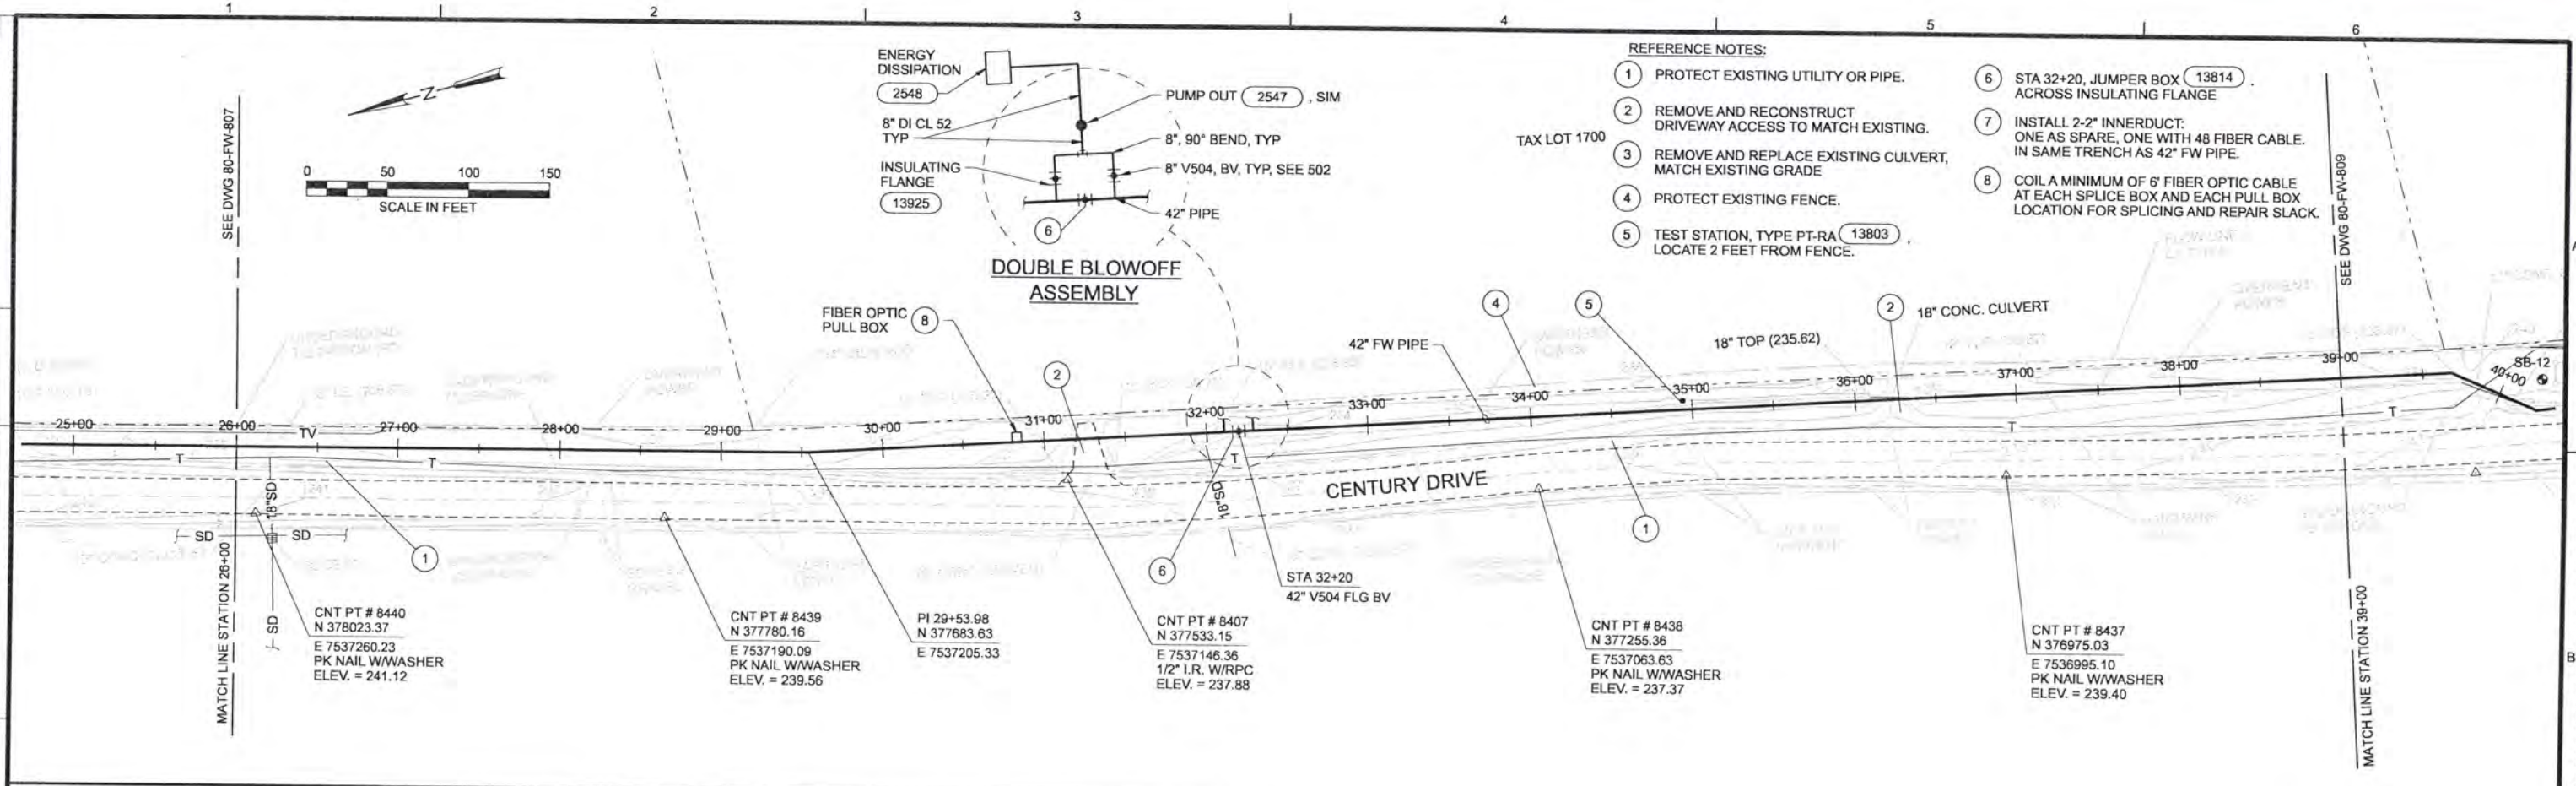 1
2
3
4
5
6
SEE DWG 80-FW-807
Z
0 50 100 150
SCALE IN FEET
ENERGY
DISSIPATION
2548
8" DI CL 52
TYP
INSULATING
FLANGE
13925
PUMP OUT 2547 , SIM
8", 90° BEND, TYP
8" V504, BV, TYP, SEE 502
42" PIPE
6
DOUBLE BLOWOFF
ASSEMBLY
TAX LOT 1700
REFERENCE NOTES:
1 PROTECT EXISTING UTILITY OR PIPE.
2 REMOVE AND RECONSTRUCT
DRIVEWAY ACCESS TO MATCH EXISTING.
3 REMOVE AND REPLACE EXISTING CULVERT,
MATCH EXISTING GRADE
4 PROTECT EXISTING FENCE.
5 TEST STATION, TYPE PT-RA 13803 ,
LOCATE 2 FEET FROM FENCE.
6 STA 32+20, JUMPER BOX 13814 .
ACROSS INSULATING FLANGE
7 INSTALL 2-2" INNERDUCT:
ONE AS SPARE, ONE WITH 48 FIBER CABLE.
IN SAME TRENCH AS 42" FW PIPE.
8 COIL A MINIMUM OF 6' FIBER OPTIC CABLE
AT EACH SPLICE BOX AND EACH PULL BOX
LOCATION FOR SPLICING AND REPAIR SLACK.
SEE DWG 80-FW-809
A
FIBER OPTIC
PULL BOX
8
2
42" FW PIPE
4
5
18" TOP (235.62)
2
18" CONC. CULVERT
25+00
26+00
27+00
28+00
29+00
30+00
31+00
32+00
33+00
34+00
35+00
36+00
37+00
38+00
39+00
40+00
SB-12
TV
T
T
T
T
T
CENTURY DRIVE
18"SD
18"SD
SD
SD
SD
1
6
1
MATCH LINE STATION 26+00
CNT PT # 8440
N 378023.37
E 7537260.23
PK NAIL W/WASHER
ELEV. = 241.12
CNT PT # 8439
N 377780.16
E 7537190.09
PK NAIL W/WASHER
ELEV. = 239.56
PI 29+53.98
N 377683.63
E 7537205.33
CNT PT # 8407
N 377533.15
E 7537146.36
1/2" I.R. W/RPC
ELEV. = 237.88
STA 32+20
42" V504 FLG BV
CNT PT # 8438
N 377255.36
E 7537063.63
PK NAIL W/WASHER
ELEV. = 237.37
CNT PT # 8437
N 376975.03
E 7536995.10
PK NAIL W/WASHER
ELEV. = 239.40
MATCH LINE STATION 39+00
B